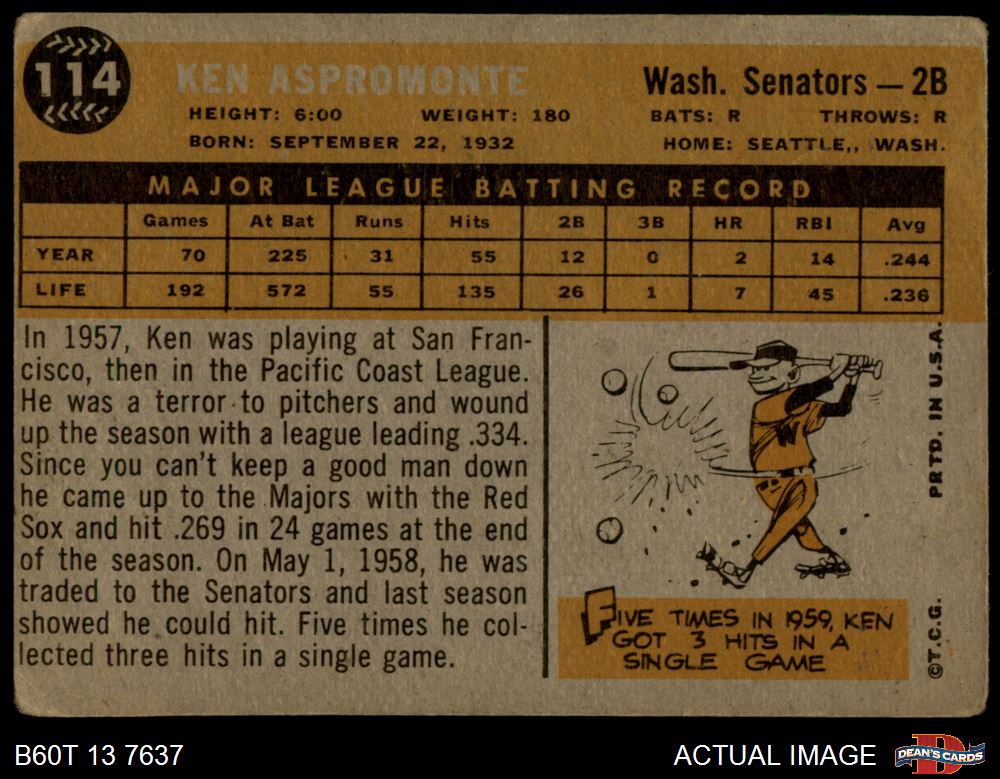 114
KEN ASPROMONTE
Wash. Senators — 2B
HEIGHT: 6:00 WEIGHT: 180 BATS: R THROWS: R
BORN: SEPTEMBER 22, 1932 HOME: SEATTLE,, WASH.
MAJOR LEAGUE BATTING RECORD
Games At Bat Runs Hits 2B 3B HR RBI Avg
YEAR 70 225 31 55 12 0 2 14 .244
LIFE 192 572 55 135 26 1 7 45 .236
In 1957, Ken was playing at San Fran-
cisco, then in the Pacific Coast League.
He was a terror to pitchers and wound
up the season with a league leading .334.
Since you can't keep a good man down
he came up to the Majors with the Red
Sox and hit .269 in 24 games at the end
of the season. On May 1, 1958, he was
traded to the Senators and last season
showed he could hit. Five times he col-
lected three hits in a single game.
W
FIVE TIMES IN 1959, KEN
GOT 3 HITS IN A
SINGLE GAME
©T.C.G. PRTD. IN U.S.A.
B60T 13 7637
ACTUAL IMAGE
D
DEAN'S CARDS